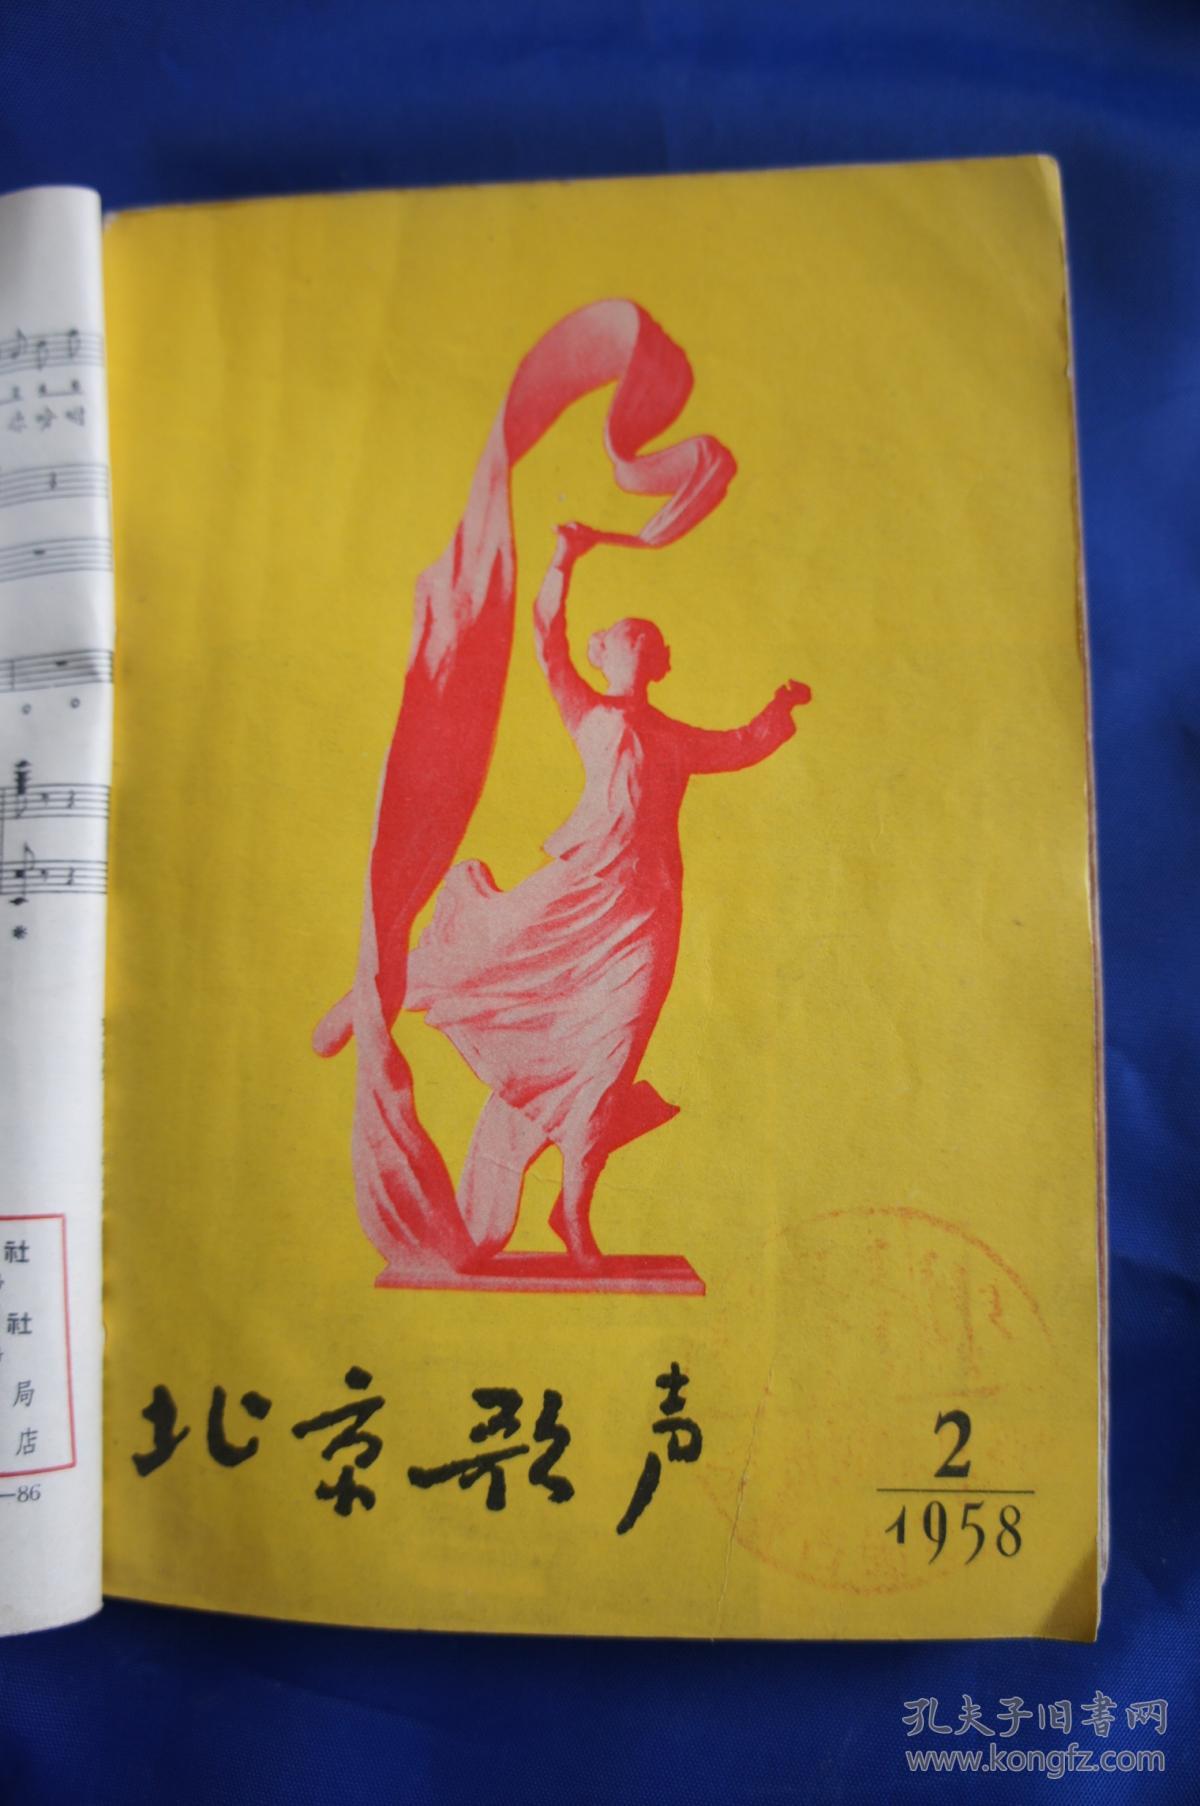 社
社
局
店
—86
北京歌声
2
1958
孔夫子旧书网
www.kongfz.com